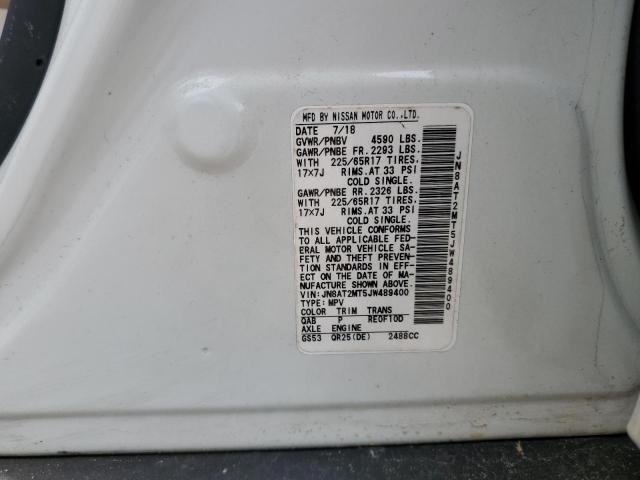 MFD BY NISSAN MOTOR CO.,LTD.
DATE 7/18
GVWR/PNBV 4590 LBS.
GAWR/PNBE FR.2293 LBS.
WITH 225/65R17 TIRES,
17×7J RIMS.AT 33 PSI
COLD SINGLE.
GAWR/PNBE RR.2326 LBS.
WITH 225/65R17 TIRES,
17×7J RIMS.AT 33 PSI
COLD SINGLE.
THIS VEHICLE CONFORMS
TO ALL APPLICABLE FED-
ERAL MOTOR VEHICLE SA-
FETY AND THEFT PREVEN-
TION STANDARDS IN EFF-
ECT ON THE DATE OF MA-
NUFACTURE SHOWN ABOVE.
VIN:JN8AT2MT5JW489400
TYPE:MPV
COLOR TRIM TRANS
QAB P RE0F10D
AXLE ENGINE
GS53 QR25(DE) 2488CC
JN8AT2MT5JW489400